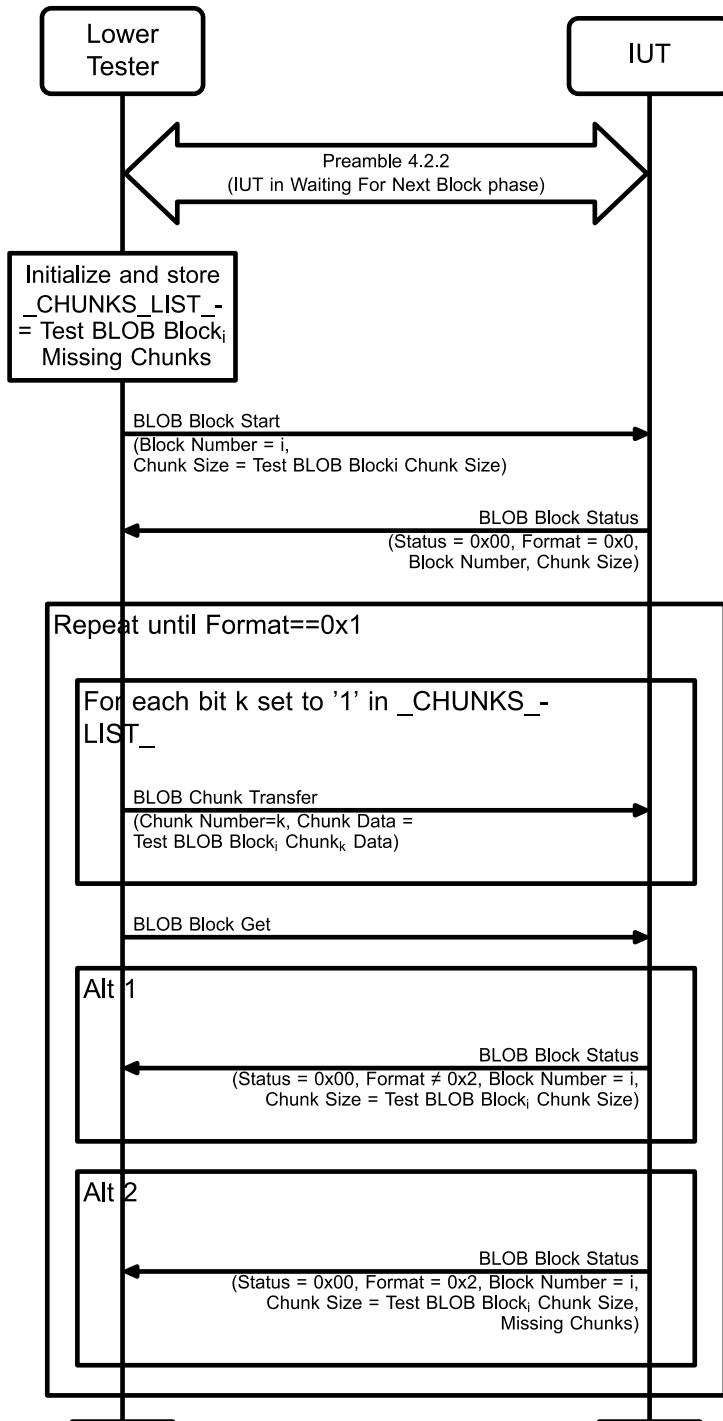 Lower
Tester
IUT
Preamble 4.2.2
(IUT in Waiting For Next Block phase)
Initialize and store
_CHUNKS_LIST_-
= Test BLOB Blockᵢ
Missing Chunks
BLOB Block Start
(Block Number = i,
Chunk Size = Test BLOB Blocki Chunk Size)
BLOB Block Status
(Status = 0x00, Format = 0x0,
Block Number, Chunk Size)
Repeat until Format==0x1
For each bit k set to ’1’ in _CHUNKS_-
LIST_
BLOB Chunk Transfer
(Chunk Number=k, Chunk Data =
Test BLOB Blockᵢ Chunkₖ Data)
BLOB Block Get
Alt 1
BLOB Block Status
(Status = 0x00, Format ≠ 0x2, Block Number = i,
Chunk Size = Test BLOB Blockᵢ Chunk Size)
Alt 2
BLOB Block Status
(Status = 0x00, Format = 0x2, Block Number = i,
Chunk Size = Test BLOB Blockᵢ Chunk Size,
Missing Chunks)